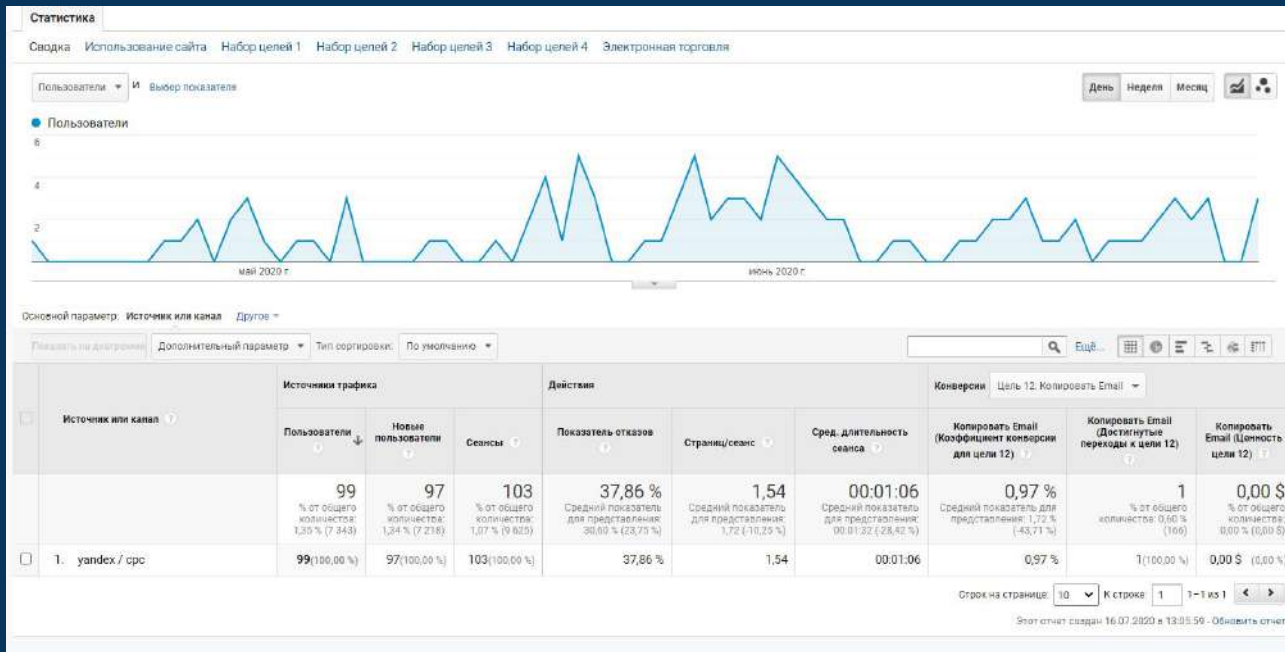 Статистика
Сводка Использование сайта Набор целей 1 Набор целей 2 Набор целей 3 Набор целей 4 Электронная торговля
Пользователи И Выбор показателя День Неделя Месяц
Пользователи
6
4
2
май 2020 г. июнь 2020 г.
Основной параметр: Источник или канал Другое
Показать на диаграмме Дополнительный параметр Тип сортировки: По умолчанию Ещё...
Источник или канал ?
Источники трафика Действия Конверсии Цель 12. Копировать Email
Пользователи ? Новые пользователи ? Сеансы ? Показатель отказов ? Страниц/сеанс ? Сред. длительность сеанса ? Копировать Email (Коэффициент конверсии для цели 12) ? Копировать Email (Достигнутые переходы к цели 12) ? Копировать Email (Ценность цели 12) ?
99 97 103 37,86 % 1,54 00:01:06 0,97 % 1 0,00 $
% от общего количества: 1,35 % (7 343) % от общего количества: 1,34 % (7 218) % от общего количества: 1,07 % (9 625) Средний показатель для представления: 30,60 % (23,75 %) Средний показатель для представления: 1,72 (-10,25 %) Средний показатель для представления: 00:01:32 (-28,42 %) Средний показатель для представления: 1,72 % (-43,71 %) % от общего количества: 0,60 % (166) % от общего количества: 0,00 % (0,00 $)
1. yandex / cpc 99(100,00 %) 97(100,00 %) 103(100,00 %) 37,86 % 1,54 00:01:06 0,97 % 1(100,00 %) 0,00 $ (0,00 %)
Строк на странице: 10 К строке: 1 1–1 из 1
Этот отчет создан 16.07.2020 в 13:05:59 - Обновить отчет